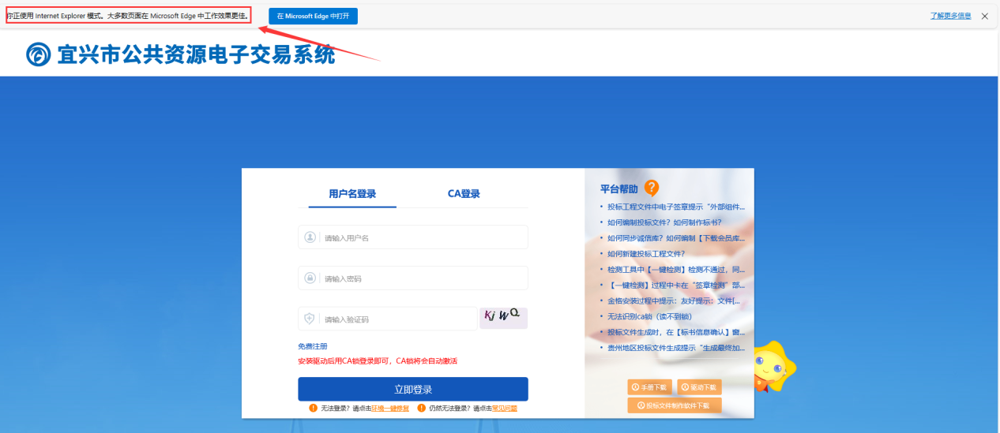 你正使用 Internet Explorer 模式。大多数页面在 Microsoft Edge 中工作效果更佳。 在 Microsoft Edge 中打开 了解更多信息
宜兴市公共资源电子交易系统
用户名登录 CA登录
请输入用户名
请输入密码
请输入验证码 Kj WQ
免费注册
安装驱动后用CA锁登录即可，CA锁将会自动激活
立即登录
无法登录？请点击环境一键修复 仍然无法登录？请点击常见问题
平台帮助
投标工程文件中电子签章提示“外部组件...
如何编制投标文件？如何制作标书?
如何同步诚信库？如何编制【下载会员库...
如何新建投标工程文件?
检测工具中【一键检测】检测不通过，同...
【一键检测】过程中卡在“签章检测”部...
金格安装过程中提示：友好提示：文件[...
无法识别ca锁（读不到锁）
投标文件生成时，在【标书信息确认】窗...
贵州地区投标文件生成提示“生成最终加...
手册下载 驱动下载
投标文件制作软件下载